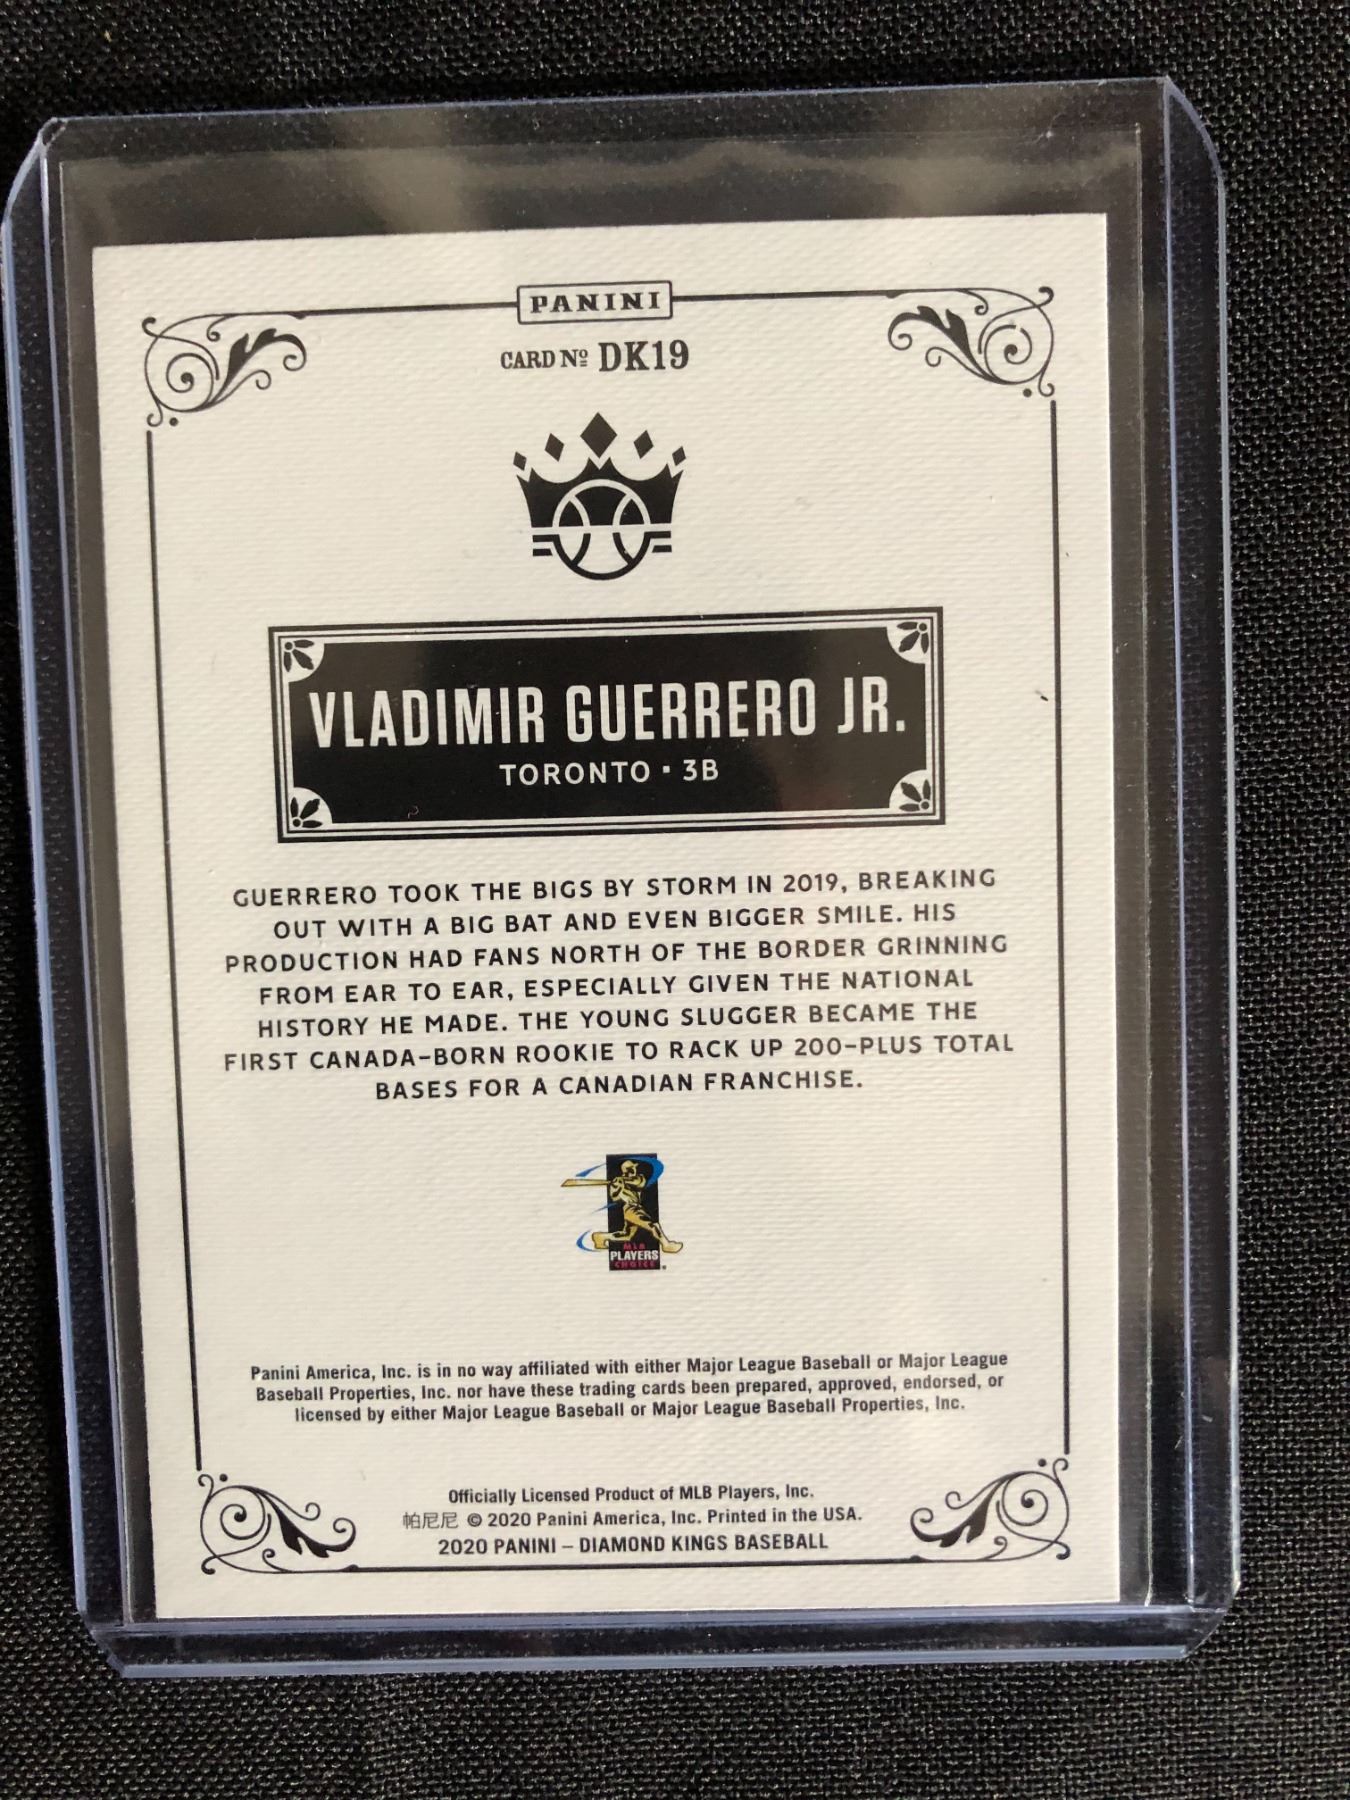 PANINI
CARD Nº DK19
VLADIMIR GUERRERO JR.
TORONTO ▪ 3B
GUERRERO TOOK THE BIGS BY STORM IN 2019, BREAKING
OUT WITH A BIG BAT AND EVEN BIGGER SMILE. HIS
PRODUCTION HAD FANS NORTH OF THE BORDER GRINNING
FROM EAR TO EAR, ESPECIALLY GIVEN THE NATIONAL
HISTORY HE MADE. THE YOUNG SLUGGER BECAME THE
FIRST CANADA-BORN ROOKIE TO RACK UP 200-PLUS TOTAL
BASES FOR A CANADIAN FRANCHISE.
MLB
PLAYERS
CHOICE
Panini America, Inc. is in no way affiliated with either Major League Baseball or Major League
Baseball Properties, Inc. nor have these trading cards been prepared, approved, endorsed, or
licensed by either Major League Baseball or Major League Baseball Properties, Inc.
Officially Licensed Product of MLB Players, Inc.
帕尼尼 © 2020 Panini America, Inc. Printed in the USA.
2020 PANINI – DIAMOND KINGS BASEBALL